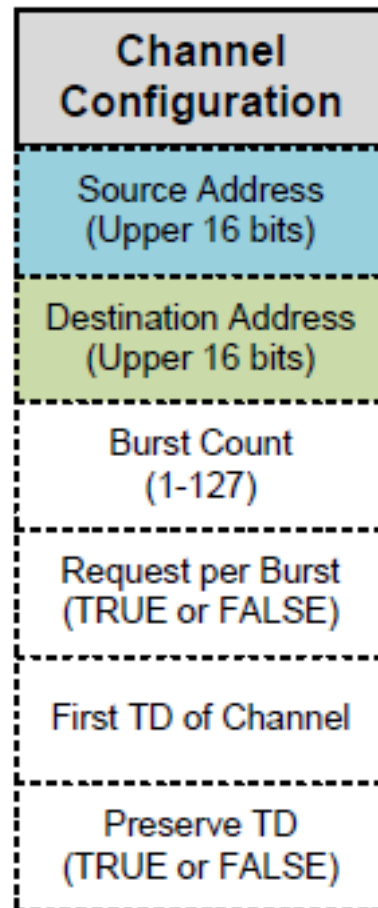 Channel
Configuration
Source Address
(Upper 16 bits)
Destination Address
(Upper 16 bits)
Burst Count
(1-127)
Request per Burst
(TRUE or FALSE)
First TD of Channel
Preserve TD
(TRUE or FALSE)